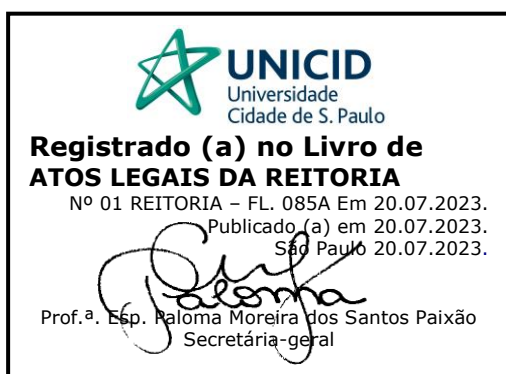 UNICID
Universidade
Cidade de S. Paulo
Registrado (a) no Livro de
ATOS LEGAIS DA REITORIA
Nº 01 REITORIA – FL. 085A Em 20.07.2023.
Publicado (a) em 20.07.2023.
São Paulo 20.07.2023.
Paloma
Prof.ª. Esp. Paloma Moreira dos Santos Paixão
Secretária-geral